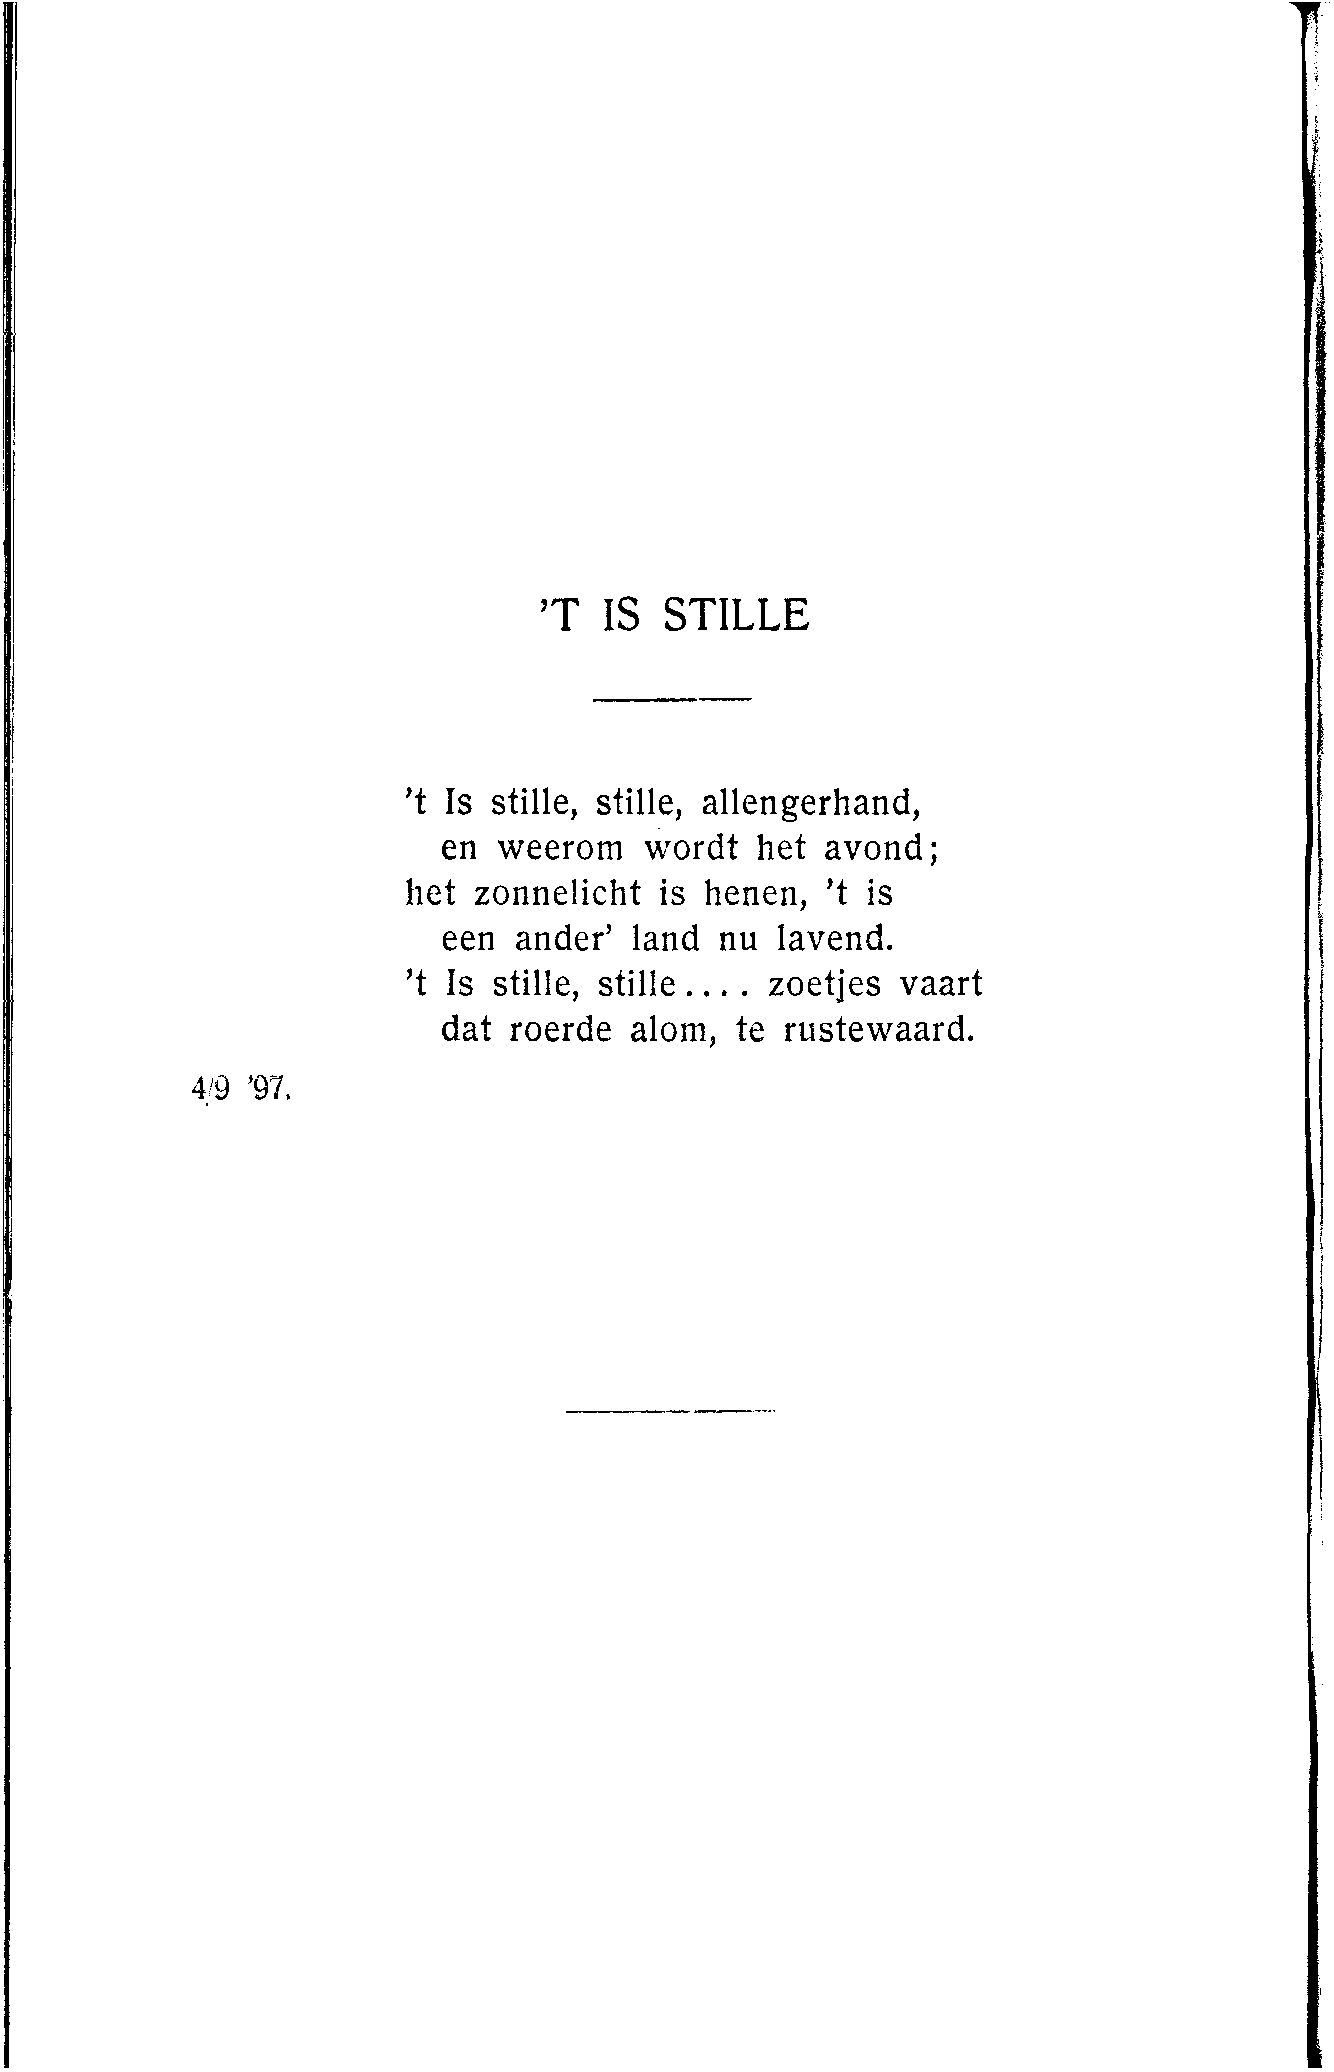 ’T IS STILLE
’t Is stille, stille, allengerhand,
en weerom wordt het avond;
het zonnelicht is henen, ’t is
een ander’ land nu lavend.
’t Is stille, stille.... zoetjes vaart
dat roerde alom, te rustewaard.
4/9 ’97.